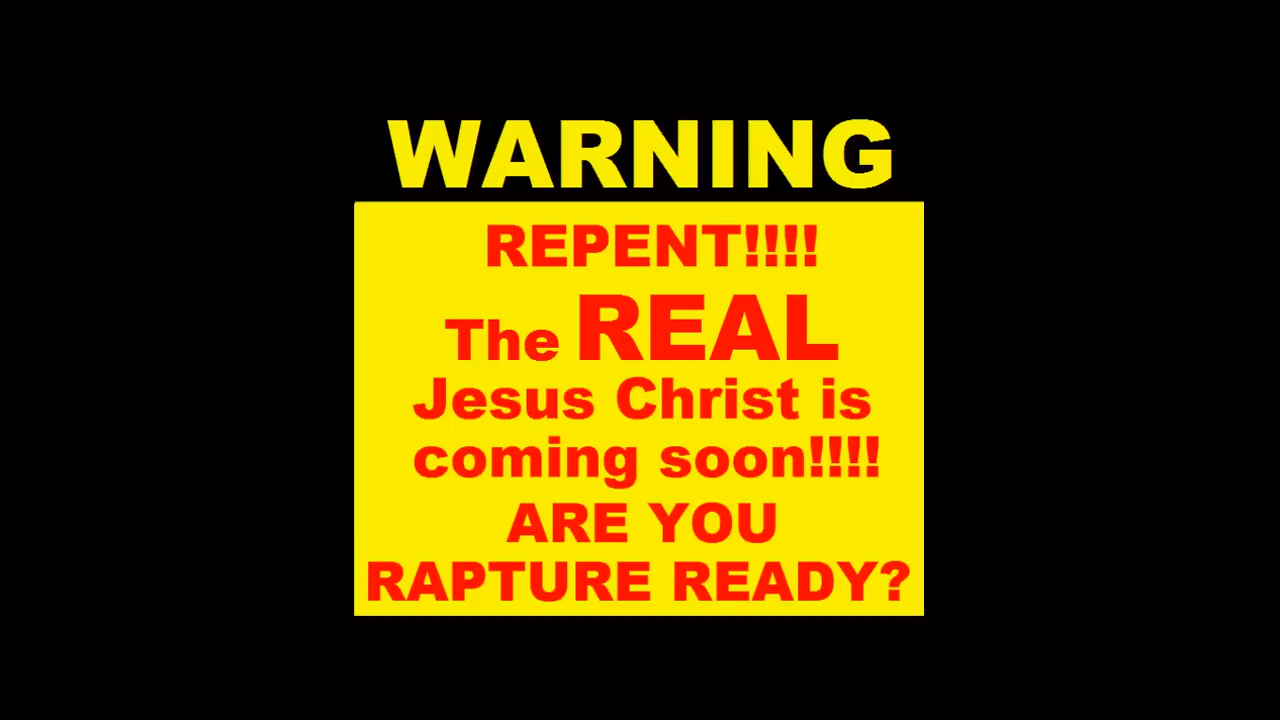 WARNING
REPENT!!!!
The REAL
Jesus Christ is
coming soon!!!!
ARE YOU
RAPTURE READY?